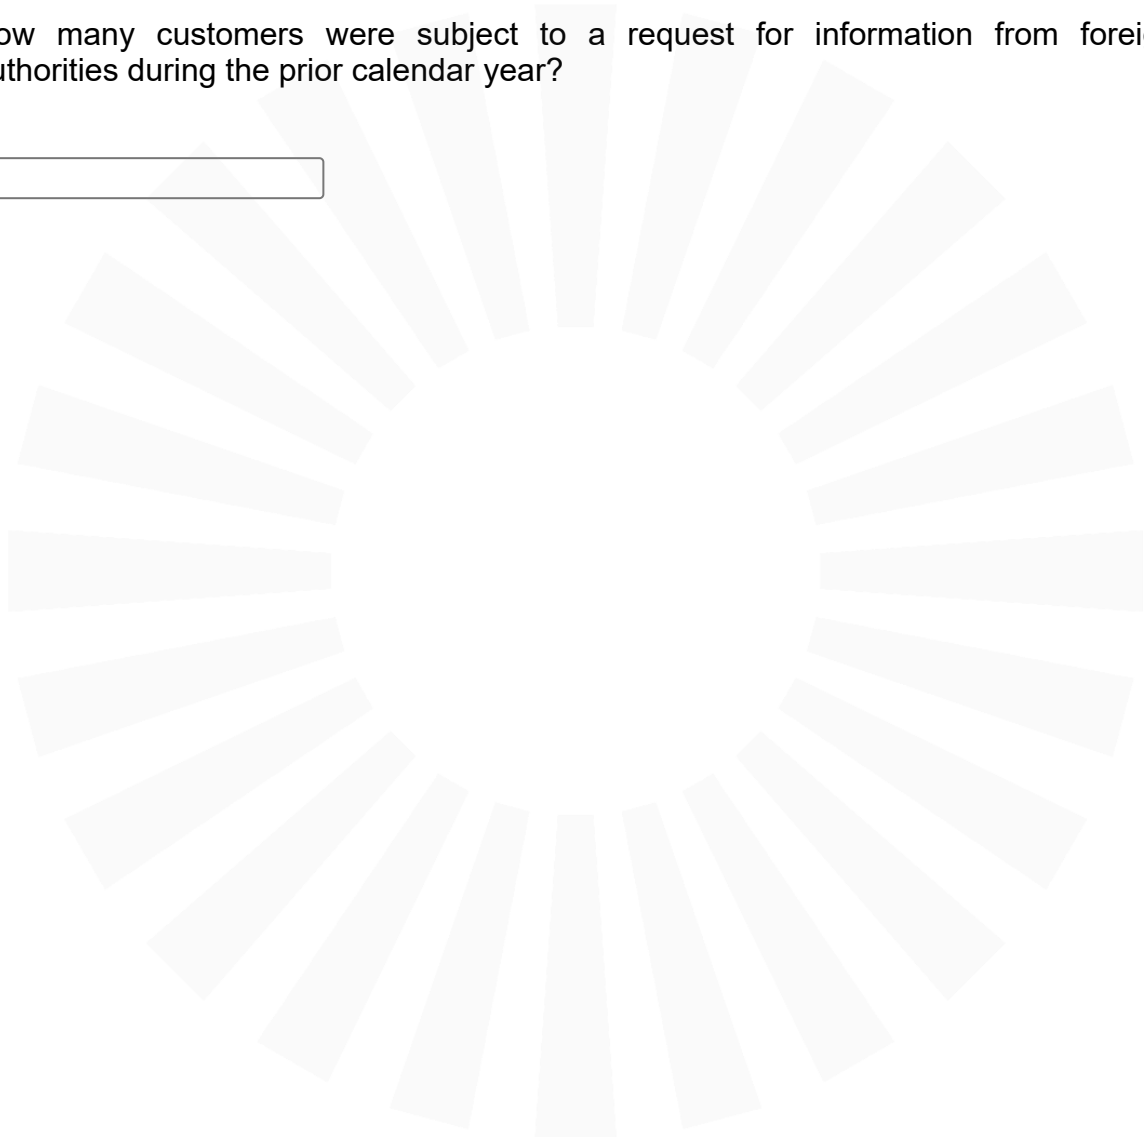 ow many customers were subject to a request for information from forei
uthorities during the prior calendar year?